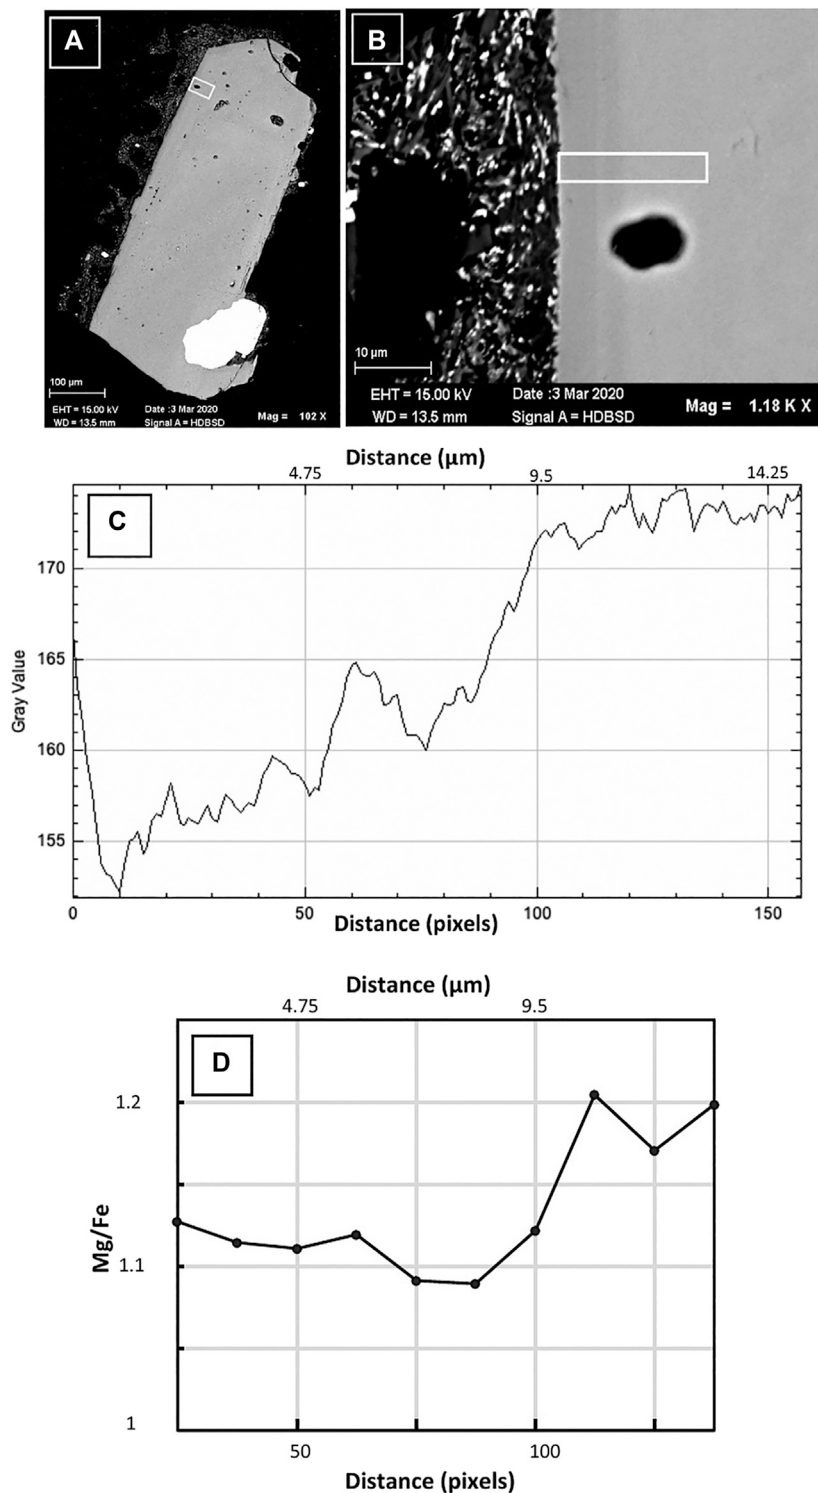 A
100 µm
EHT = 15.00 kV Date :3 Mar 2020
WD = 13.5 mm Signal A = HDBSD Mag = 102 X
B
10 µm
EHT = 15.00 kV Date :3 Mar 2020
WD = 13.5 mm Signal A = HDBSD Mag = 1.18 K X
Distance (µm)
4.75 9.5 14.25
C
170
165
160
155
Gray Value
0 50 100 150
Distance (pixels)
Distance (µm)
4.75 9.5
D
1.2
1.1
1
Mg/Fe
50 100
Distance (pixels)